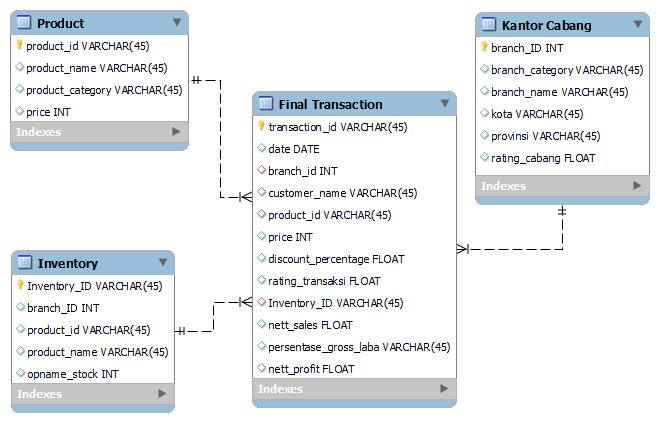 Product
product_id VARCHAR(45)
product_name VARCHAR(45)
product_category VARCHAR(45)
price INT
Indexes
Kantor Cabang
branch_ID INT
branch_category VARCHAR(45)
branch_name VARCHAR(45)
kota VARCHAR(45)
provinsi VARCHAR(45)
rating_cabang FLOAT
Indexes
Final Transaction
transaction_id VARCHAR(45)
date DATE
branch_id INT
customer_name VARCHAR(45)
product_id VARCHAR(45)
price INT
discount_percentage FLOAT
rating_transaksi FLOAT
Inventory_ID VARCHAR(45)
nett_sales FLOAT
persentase_gross_laba VARCHAR(45)
nett_profit FLOAT
Indexes
Inventory
Inventory_ID VARCHAR(45)
branch_ID INT
product_id VARCHAR(45)
product_name VARCHAR(45)
opname_stock INT
Indexes